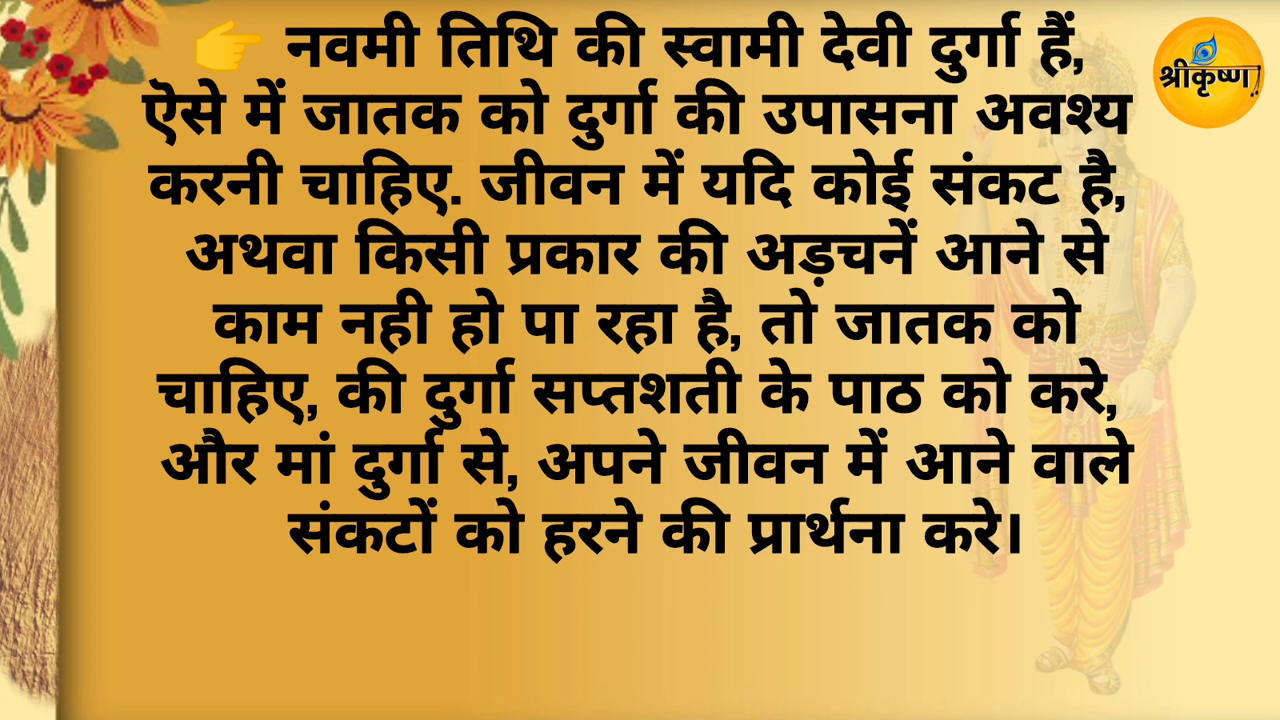 👉 नवमी तिथि की स्वामी देवी दुर्गा हैं,
श्रीकृष्ण
ऎसे में जातक को दुर्गा की उपासना अवश्य
करनी चाहिए. जीवन में यदि कोई संकट है,
अथवा किसी प्रकार की अड़चनें आने से
काम नही हो पा रहा है, तो जातक को
चाहिए, की दुर्गा सप्तशती के पाठ को करे,
और मां दुर्गा से, अपने जीवन में आने वाले
संकटों को हरने की प्रार्थना करे।